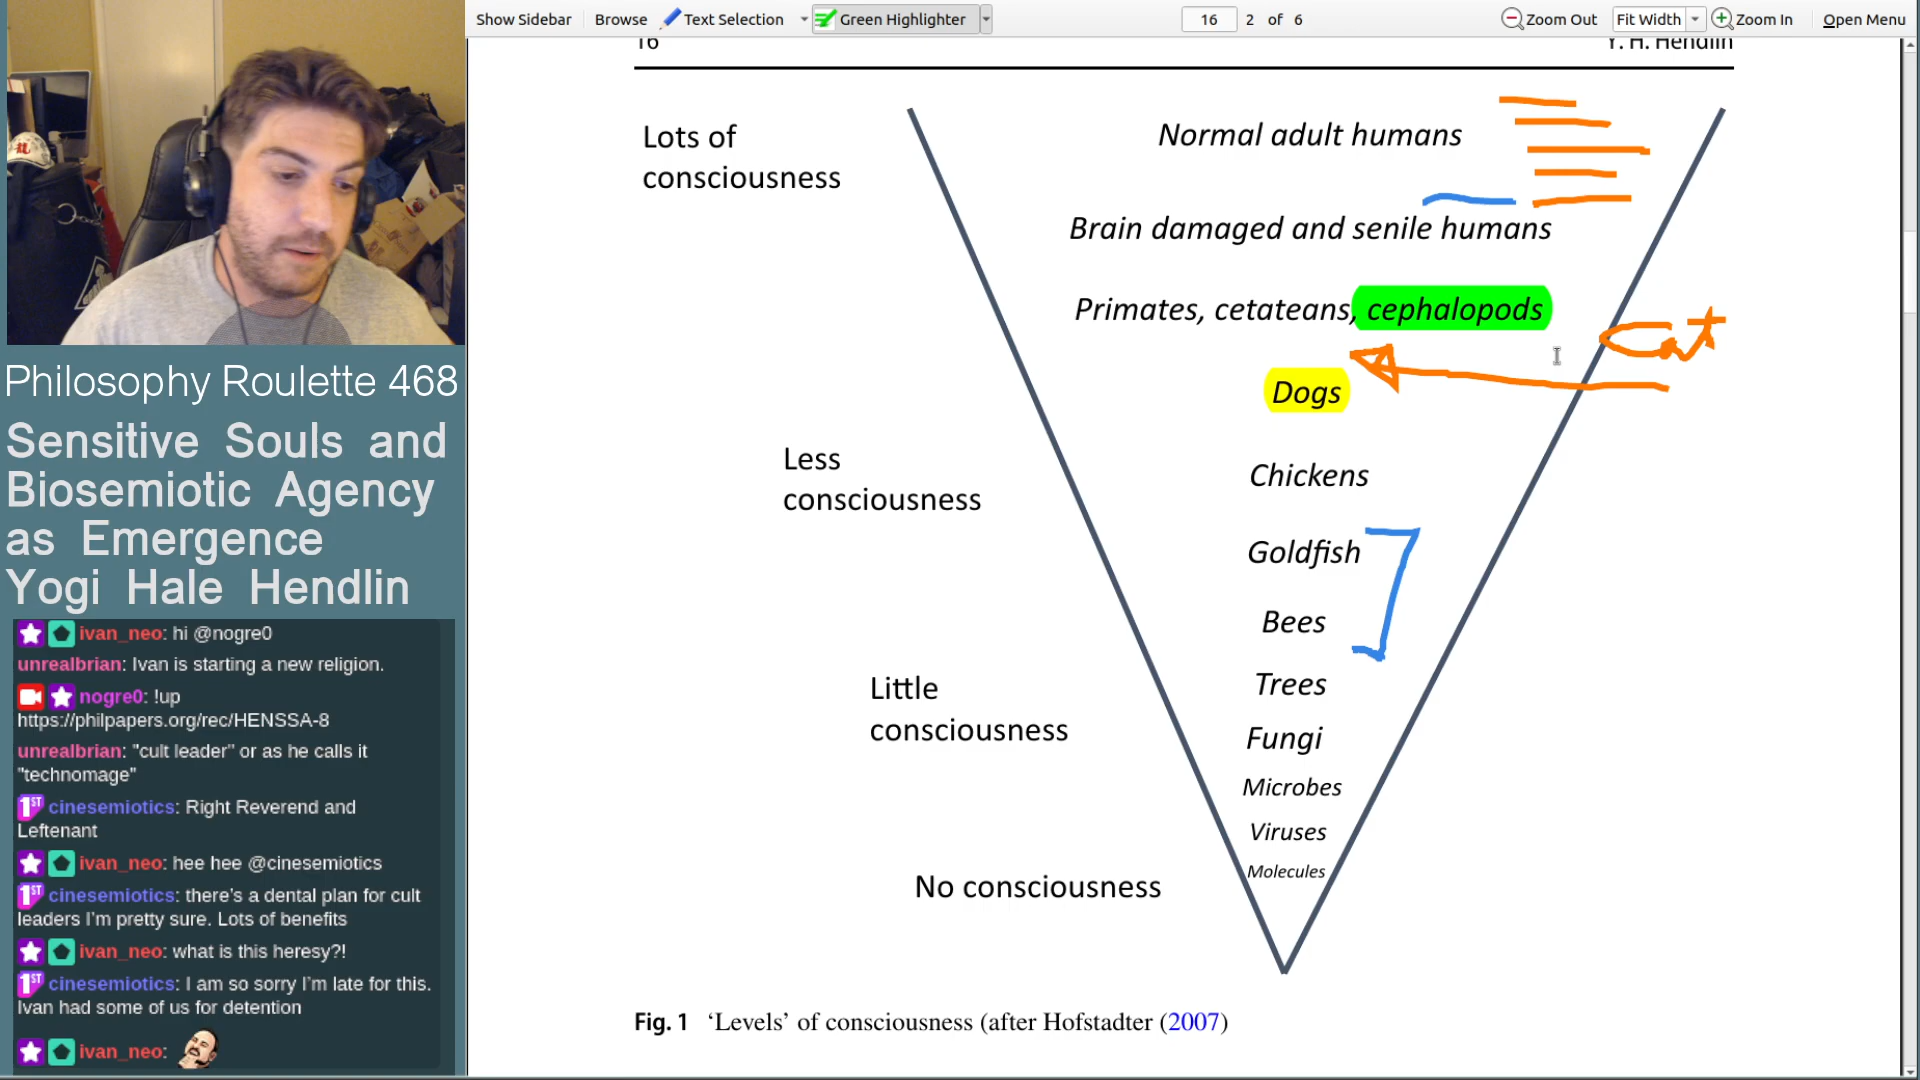 Show Sidebar Browse Text Selection Green Highlighter 16 2 of 6 Zoom Out Fit Width Zoom In Open Menu
16 Y. H. Hendlin
Lots of
consciousness
Normal adult humans
Brain damaged and senile humans
Primates, cetateans, cephalopods
Cat
Dogs
Less
consciousness
Chickens
Goldfish
Bees
Little
consciousness
Trees
Fungi
Microbes
Viruses
Molecules
No consciousness
Fig. 1 ‘Levels’ of consciousness (after Hofstadter (2007)
Philosophy Roulette 468
Sensitive Souls and
Biosemiotic Agency
as Emergence
Yogi Hale Hendlin
ivan_neo: hi @nogre0
unrealbrian: Ivan is starting a new religion.
nogre0: !up
https://philpapers.org/rec/HENSSA-8
unrealbrian: "cult leader" or as he calls it
"technomage"
1ST cinesemiotics: Right Reverend and
Leftenant
ivan_neo: hee hee @cinesemiotics
1ST cinesemiotics: there's a dental plan for cult
leaders I'm pretty sure. Lots of benefits
ivan_neo: what is this heresy?!
1ST cinesemiotics: I am so sorry I'm late for this.
Ivan had some of us for detention
ivan_neo: